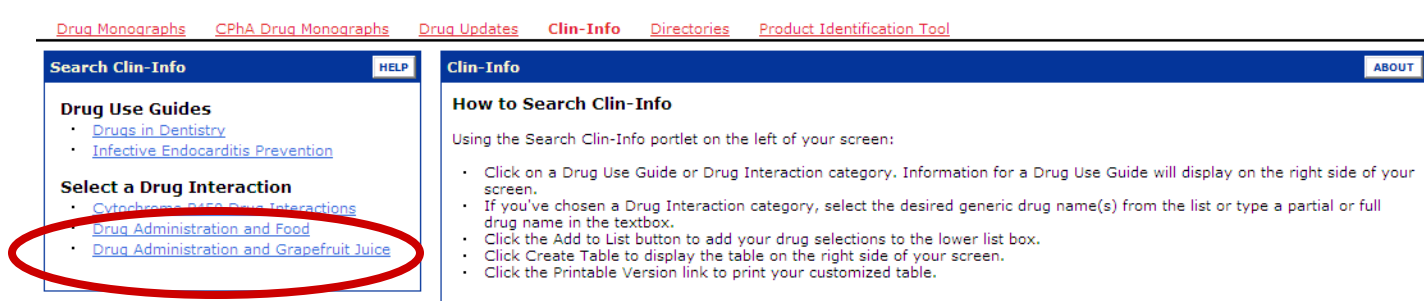 Drug Monographs CPhA Drug Monographs Drug Updates Clin-Info Directories Product Identification Tool
Search Clin-Info HELP
Drug Use Guides
· Drugs in Dentistry
· Infective Endocarditis Prevention
Select a Drug Interaction
· Cytochrome P450 Drug Interactions
· Drug Administration and Food
· Drug Administration and Grapefruit Juice
Clin-Info ABOUT
How to Search Clin-Info
Using the Search Clin-Info portlet on the left of your screen:
· Click on a Drug Use Guide or Drug Interaction category. Information for a Drug Use Guide will display on the right side of your
screen.
· If you've chosen a Drug Interaction category, select the desired generic drug name(s) from the list or type a partial or full
drug name in the textbox.
· Click the Add to List button to add your drug selections to the lower list box.
· Click Create Table to display the table on the right side of your screen.
· Click the Printable Version link to print your customized table.